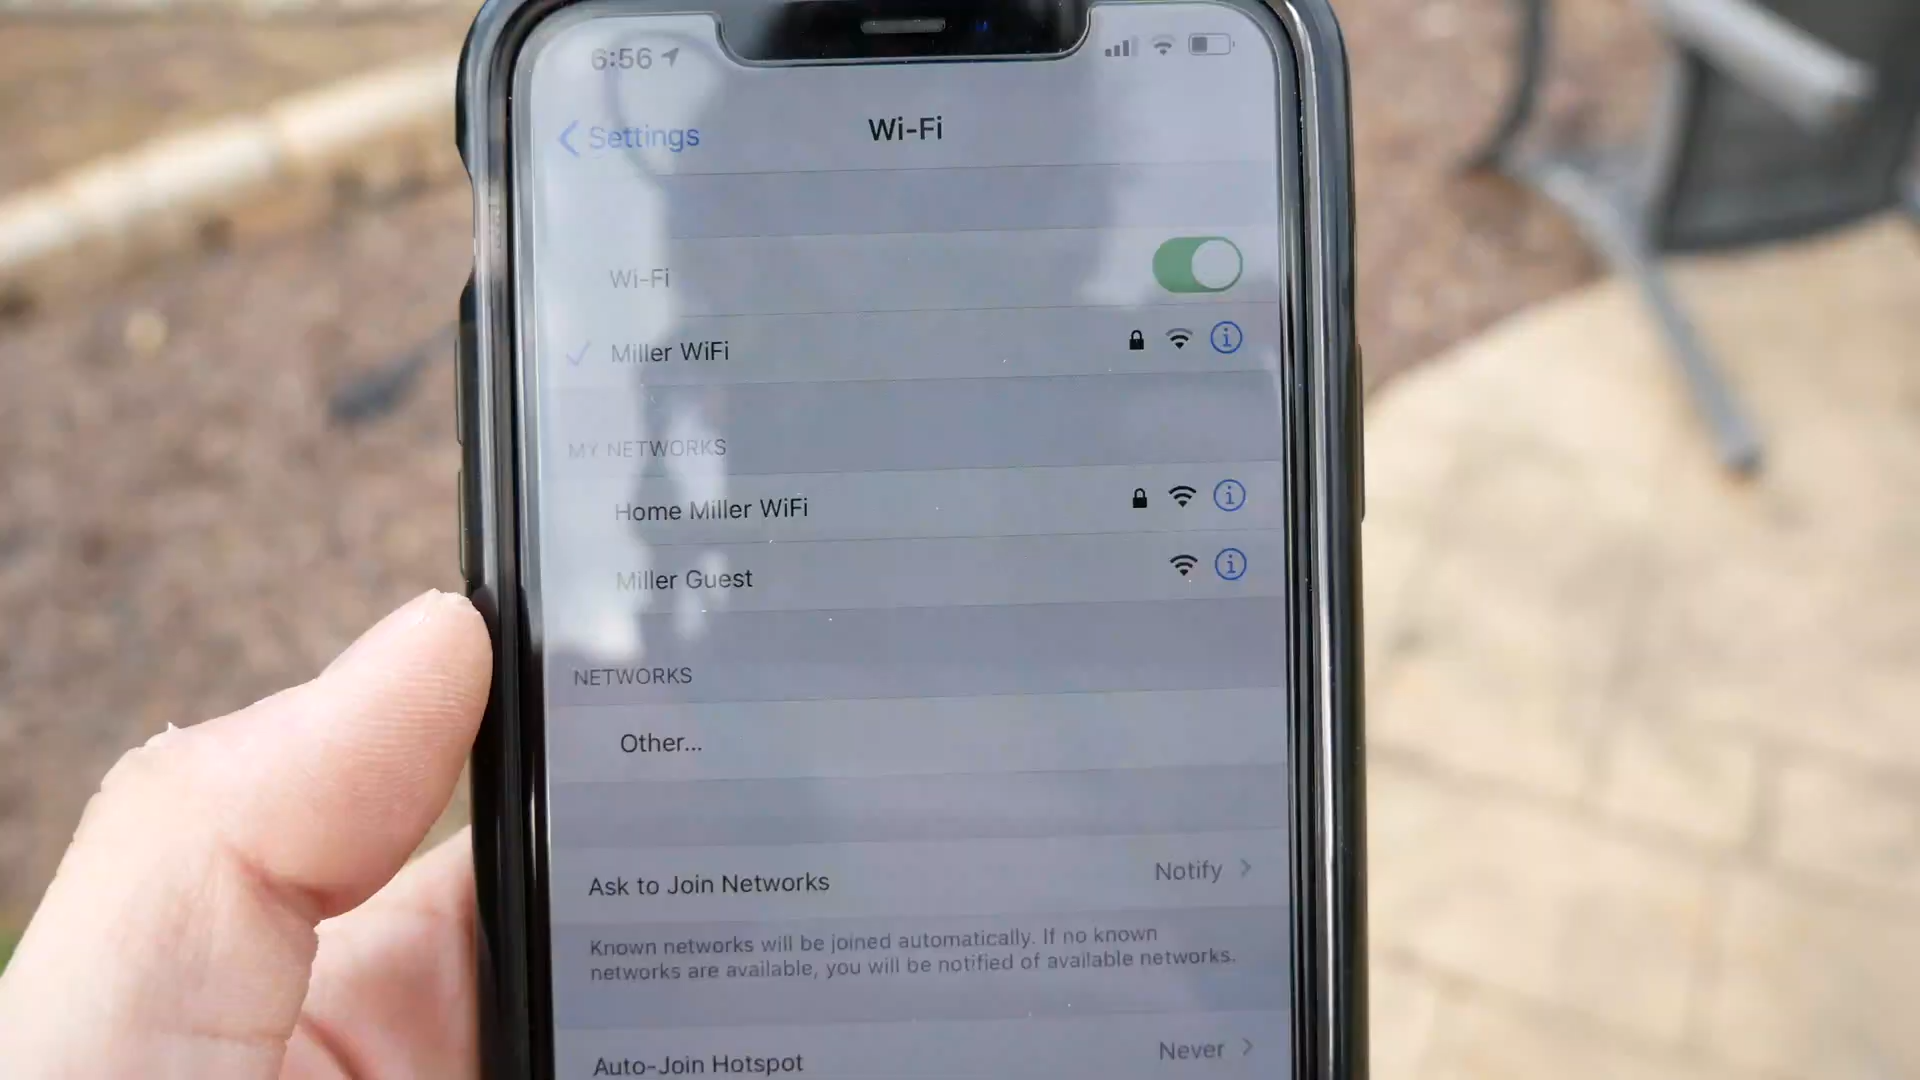 6:56
Settings
Wi-Fi
Wi-Fi
Miller WiFi
MY NETWORKS
Home Miller WiFi
Miller Guest
NETWORKS
Other...
Ask to Join Networks
Notify
Known networks will be joined automatically. If no known
networks are available, you will be notified of available networks.
Auto-Join Hotspot
Never